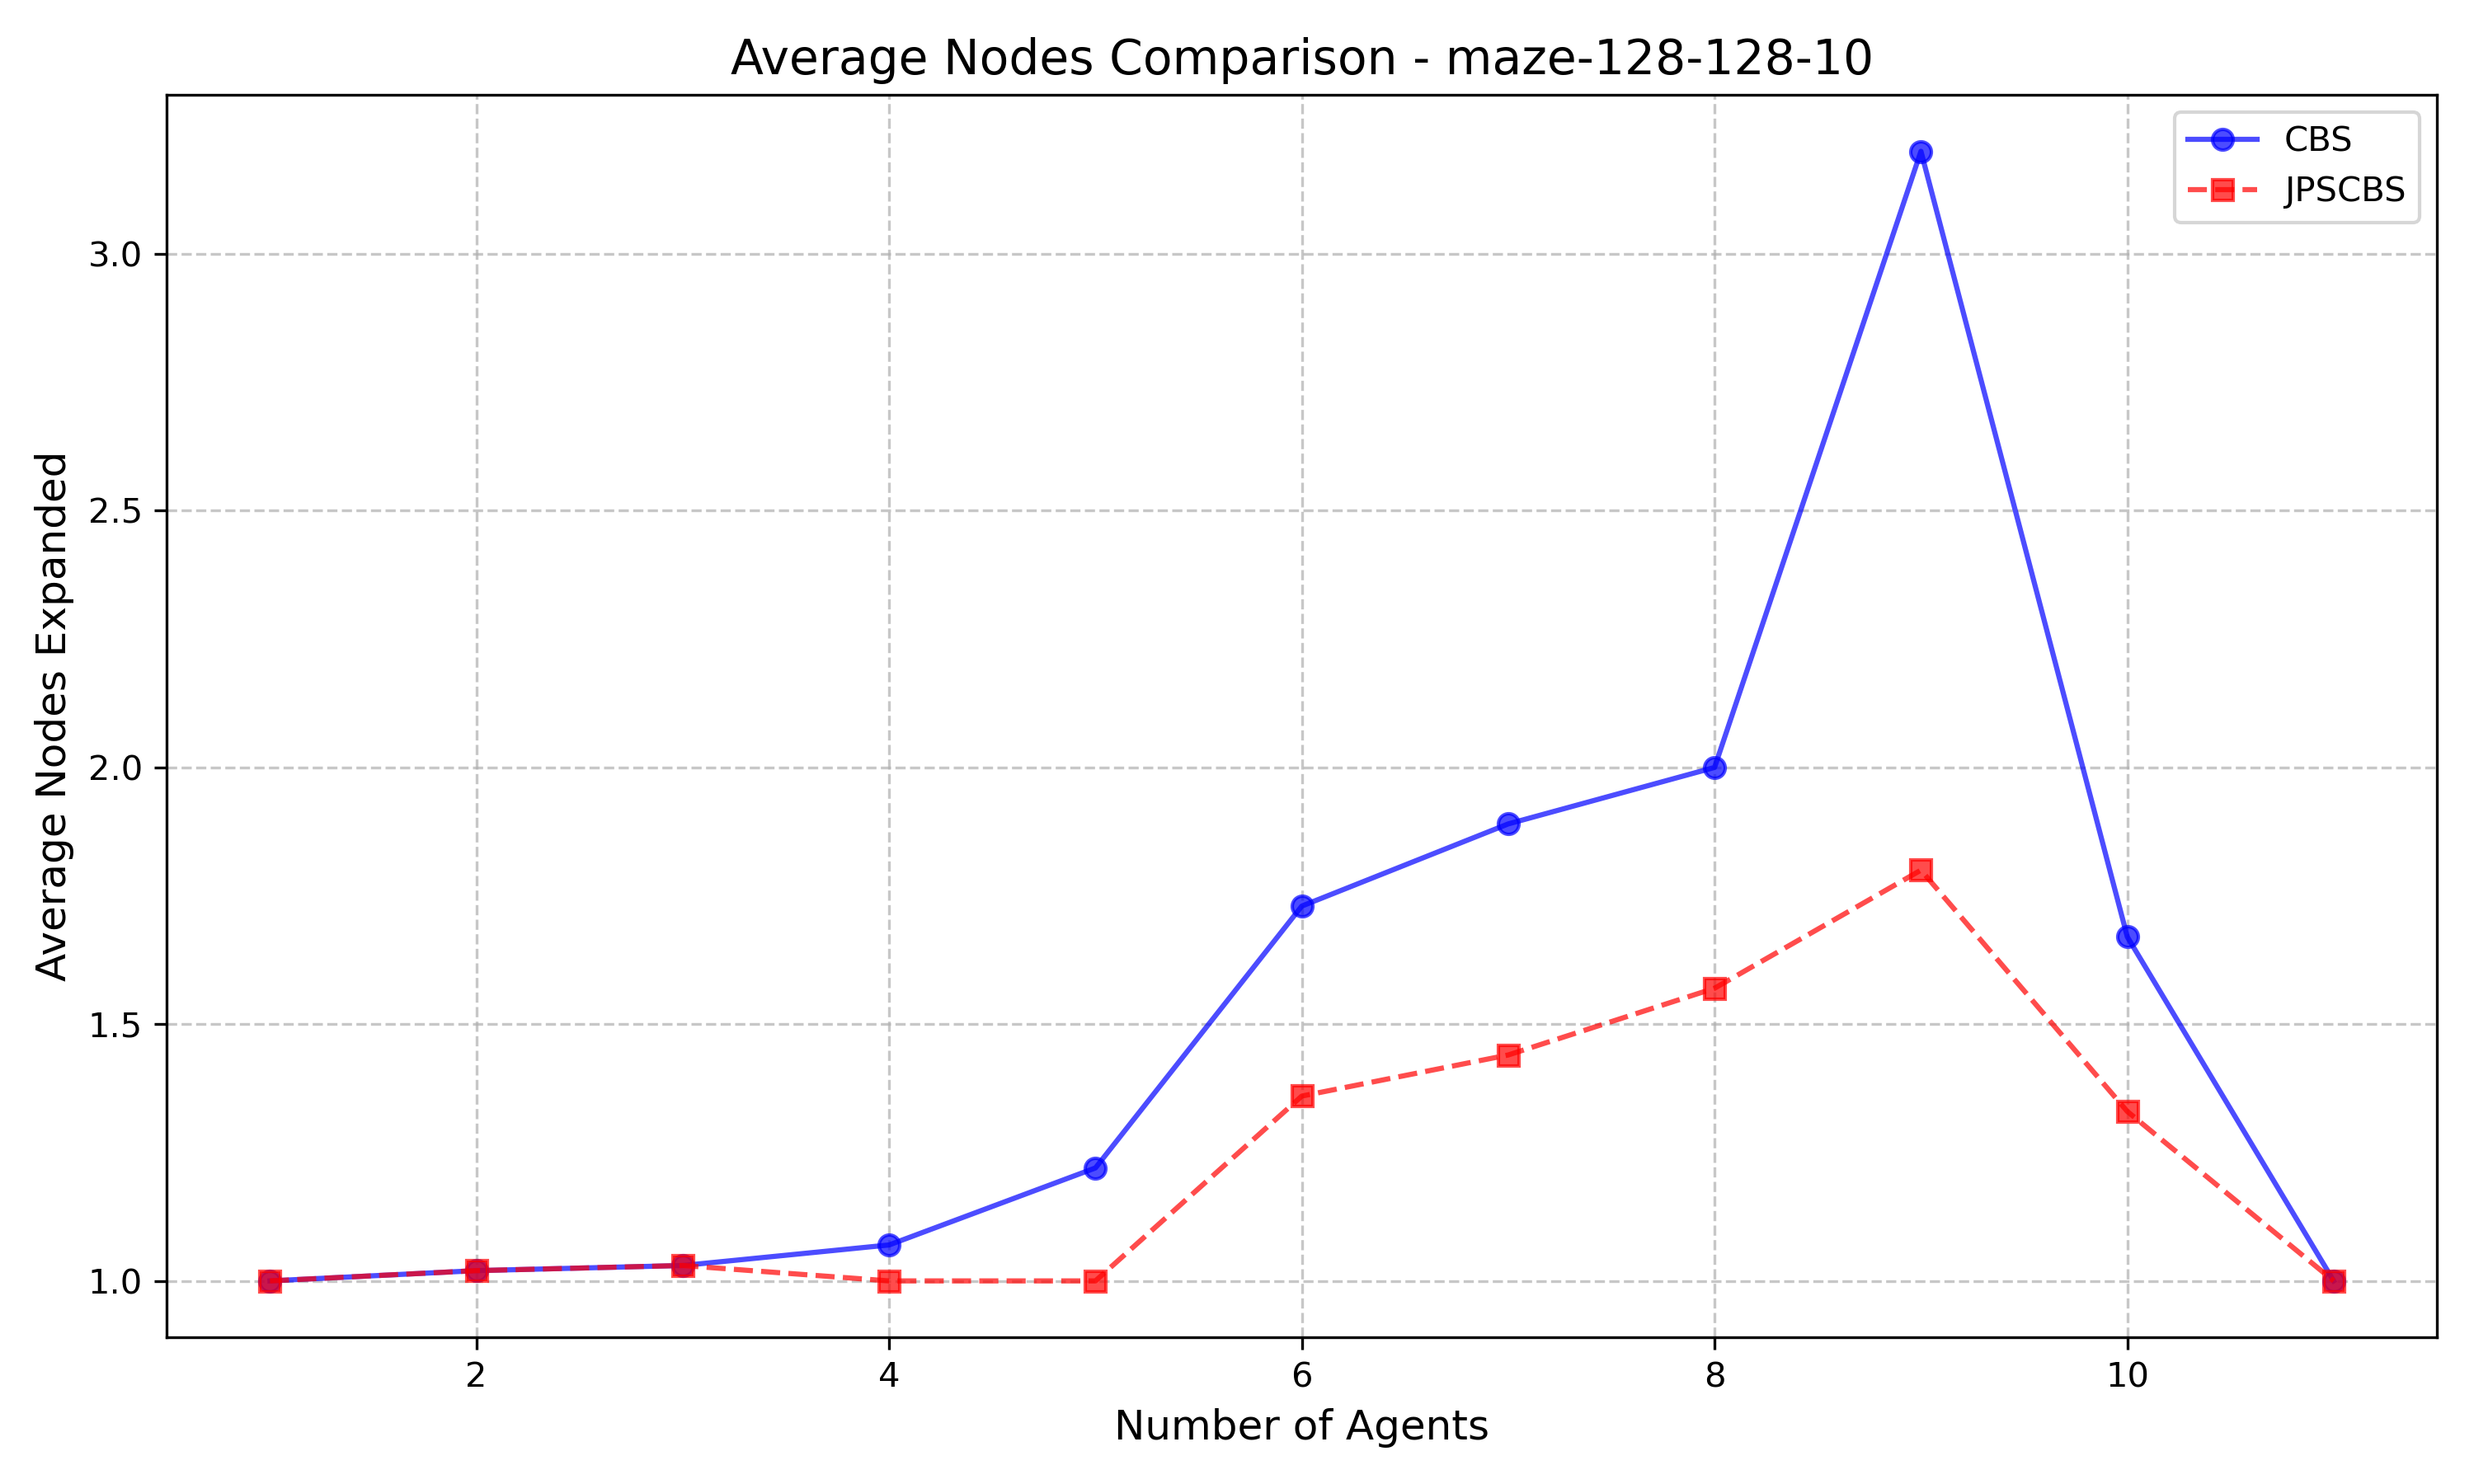 Average Nodes Comparison - maze-128-128-10
CBS
JPSCBS
Average Nodes Expanded
3.0
2.5
2.0
1.5
1.0
2
4
6
8
10
Number of Agents